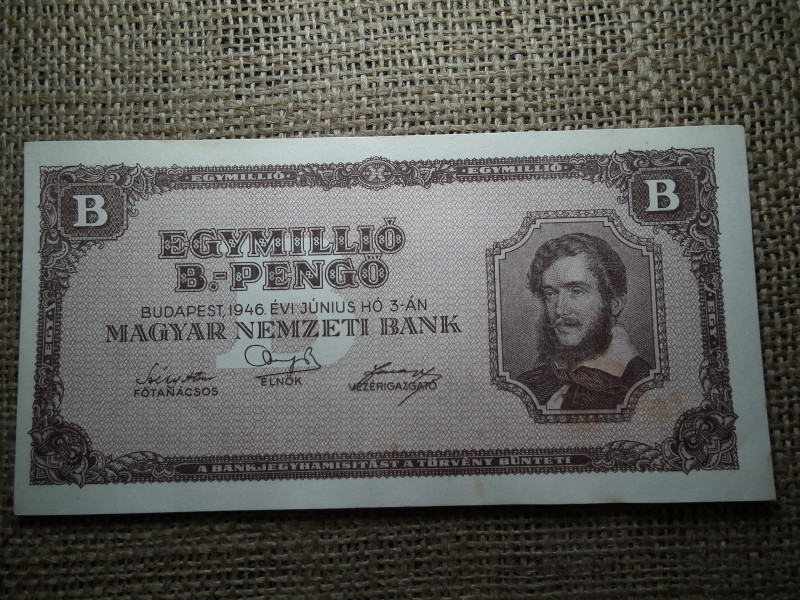 EGYMILLIÓ EGYMILLIÓ
B B
EGYMILLIÓ
B.-PENGŐ
BUDAPEST, 1946. ÉVI JÚNIUS HÓ 3-ÁN
MAGYAR NEMZETI BANK
B
FŐTANÁCSOS ELNÖK VEZÉRIGAZGATÓ
A BANKJEGYHAMISÍTÁST A TÖRVÉNY BÜNTETI